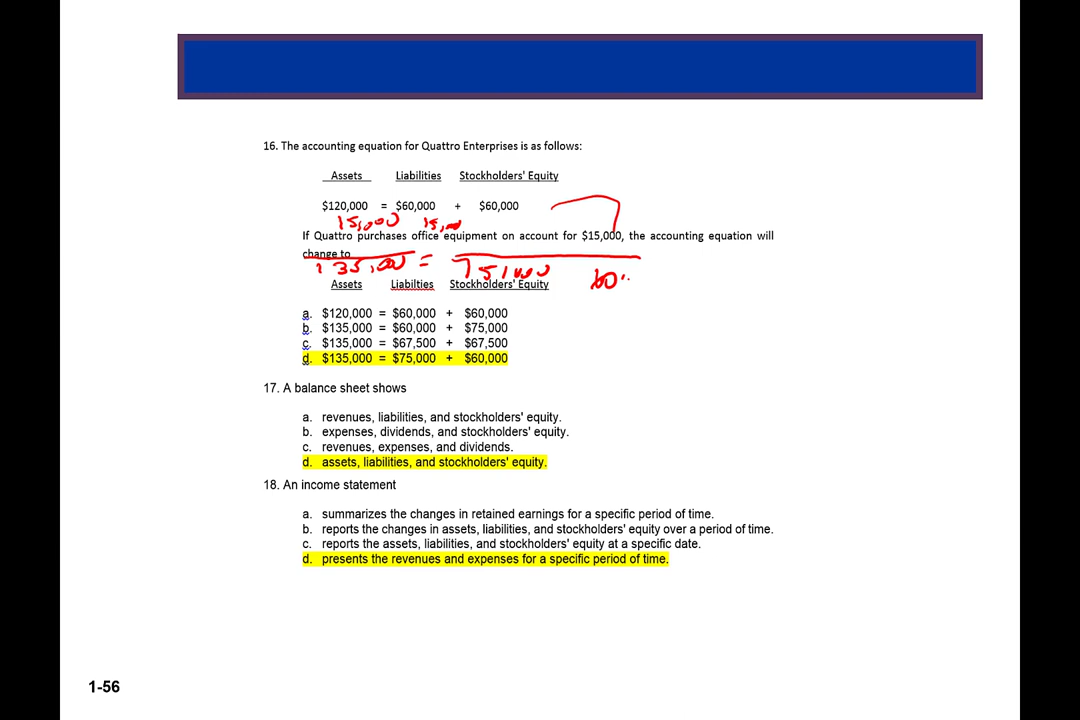 16. The accounting equation for Quattro Enterprises is as follows:
Assets Liabilities Stockholders' Equity
$120,000 = $60,000 + $60,000
15,000 15,000
If Quattro purchases office equipment on account for $15,000, the accounting equation will
change to
135,000 = 75,000 60
Assets Liabilties Stockholders' Equity
a. $120,000 = $60,000 + $60,000
b. $135,000 = $60,000 + $75,000
c. $135,000 = $67,500 + $67,500
d. $135,000 = $75,000 + $60,000
17. A balance sheet shows
a. revenues, liabilities, and stockholders' equity.
b. expenses, dividends, and stockholders' equity.
c. revenues, expenses, and dividends.
d. assets, liabilities, and stockholders' equity.
18. An income statement
a. summarizes the changes in retained earnings for a specific period of time.
b. reports the changes in assets, liabilities, and stockholders' equity over a period of time.
c. reports the assets, liabilities, and stockholders' equity at a specific date.
d. presents the revenues and expenses for a specific period of time.
1-56